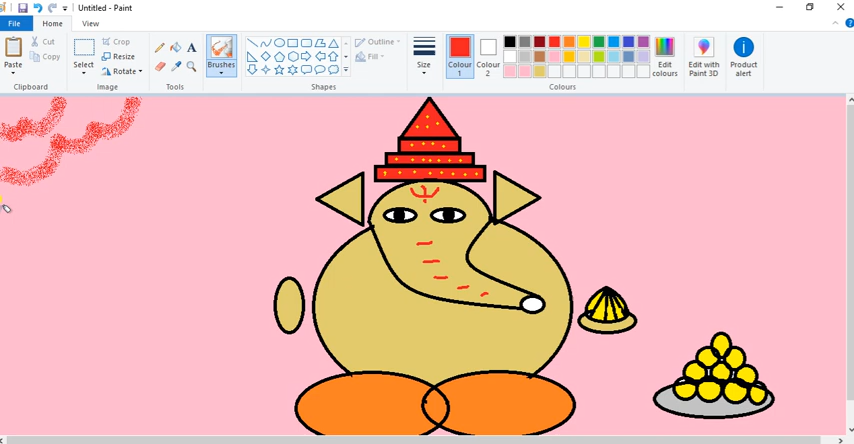 Untitled - Paint
File Home View
Cut
Copy
Paste
Clipboard
Crop
Resize
Rotate
Select
Image
Tools
Brushes
Outline
Fill
Shapes
Size
Colour 1
Colour 2
Edit colours
Colours
Edit with Paint 3D
Product alert